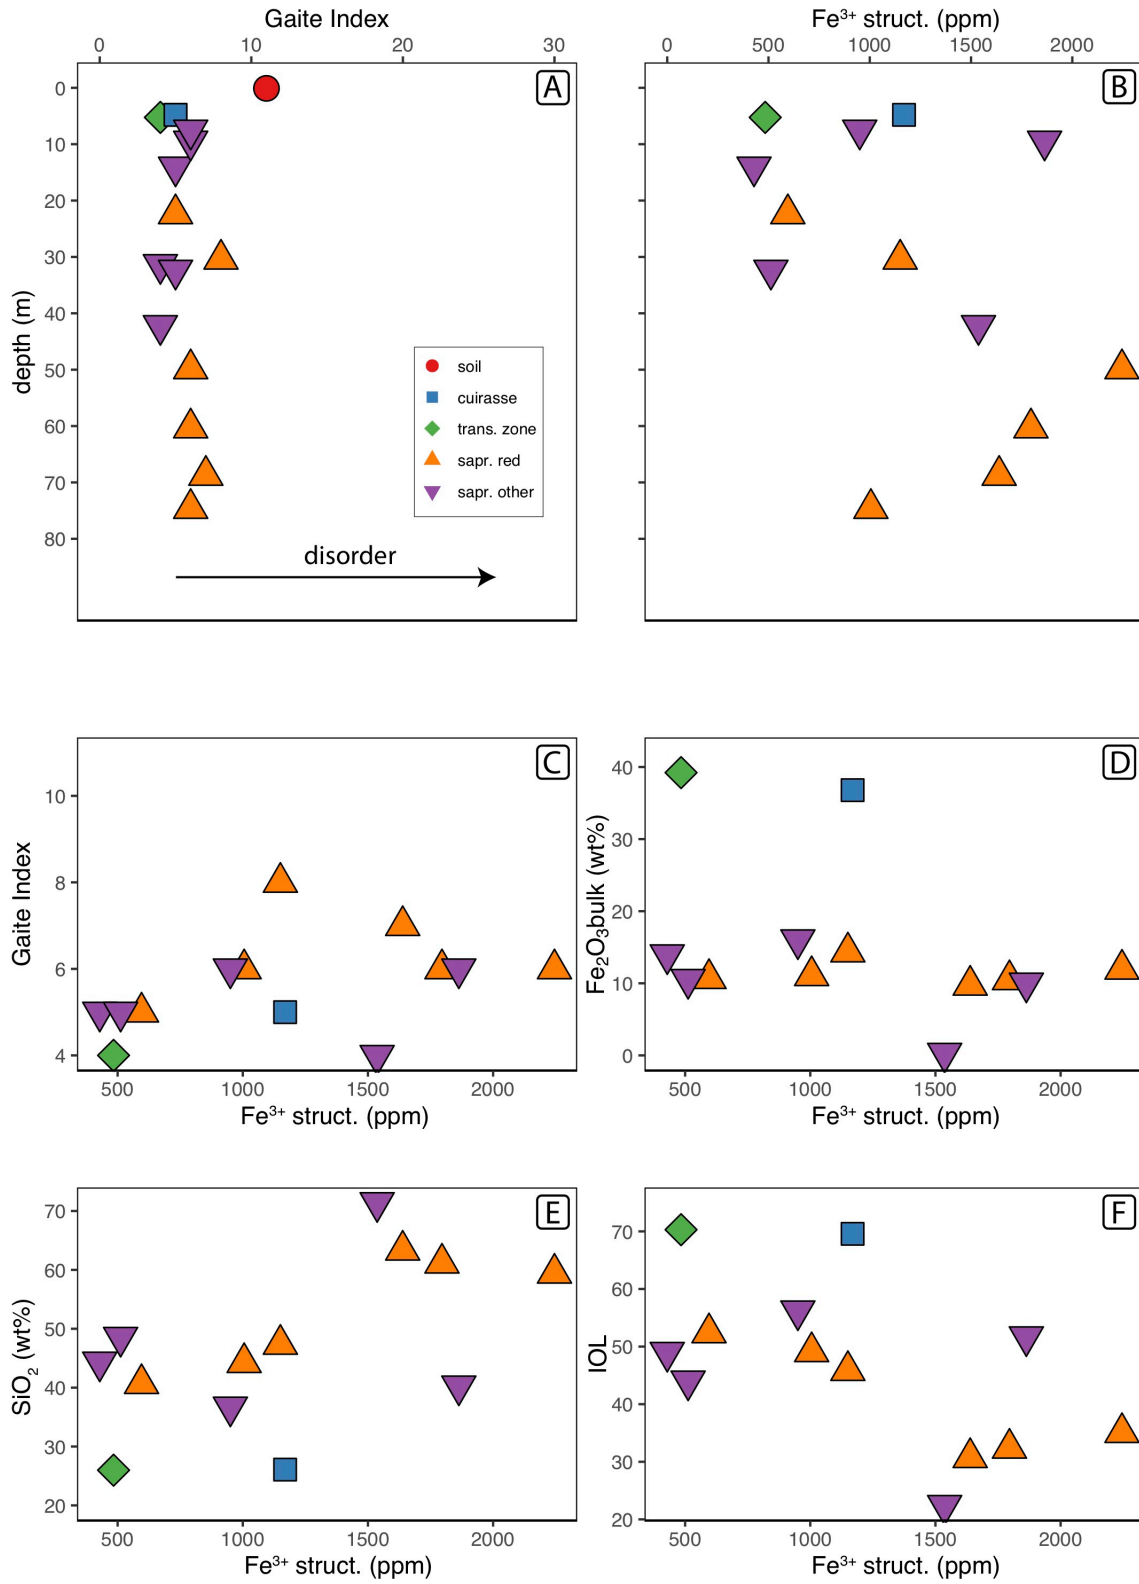 Gaite Index
0 10 20 30
A
0
10
20
30
40
50
60
70
80
depth (m)
soil
cuirasse
trans. zone
sapr. red
sapr. other
disorder
Fe³⁺ struct. (ppm)
0 500 1000 1500 2000
B
C
10
8
6
4
Gaite Index
500 1000 1500 2000
Fe³⁺ struct. (ppm)
D
40
30
20
10
0
Fe₂O₃bulk (wt%)
500 1000 1500 2000
Fe³⁺ struct. (ppm)
E
70
60
50
40
30
20
SiO₂ (wt%)
500 1000 1500 2000
Fe³⁺ struct. (ppm)
F
70
60
50
40
30
20
IOL
500 1000 1500 2000
Fe³⁺ struct. (ppm)